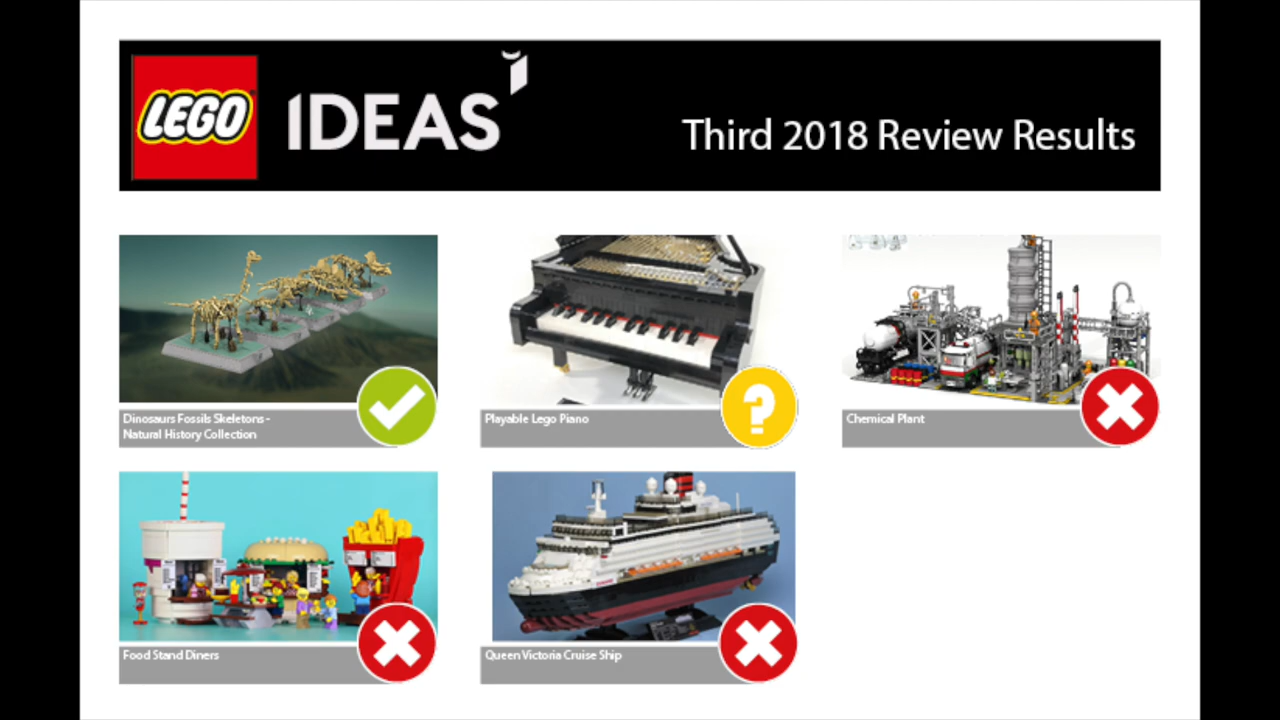 LEGO
IDEAS
Third 2018 Review Results
Dinosaurs Fossils Skeletons -
Natural History Collection
Playable Lego Piano
?
Chemical Plant
Food Stand Diners
Queen Victoria Cruise Ship